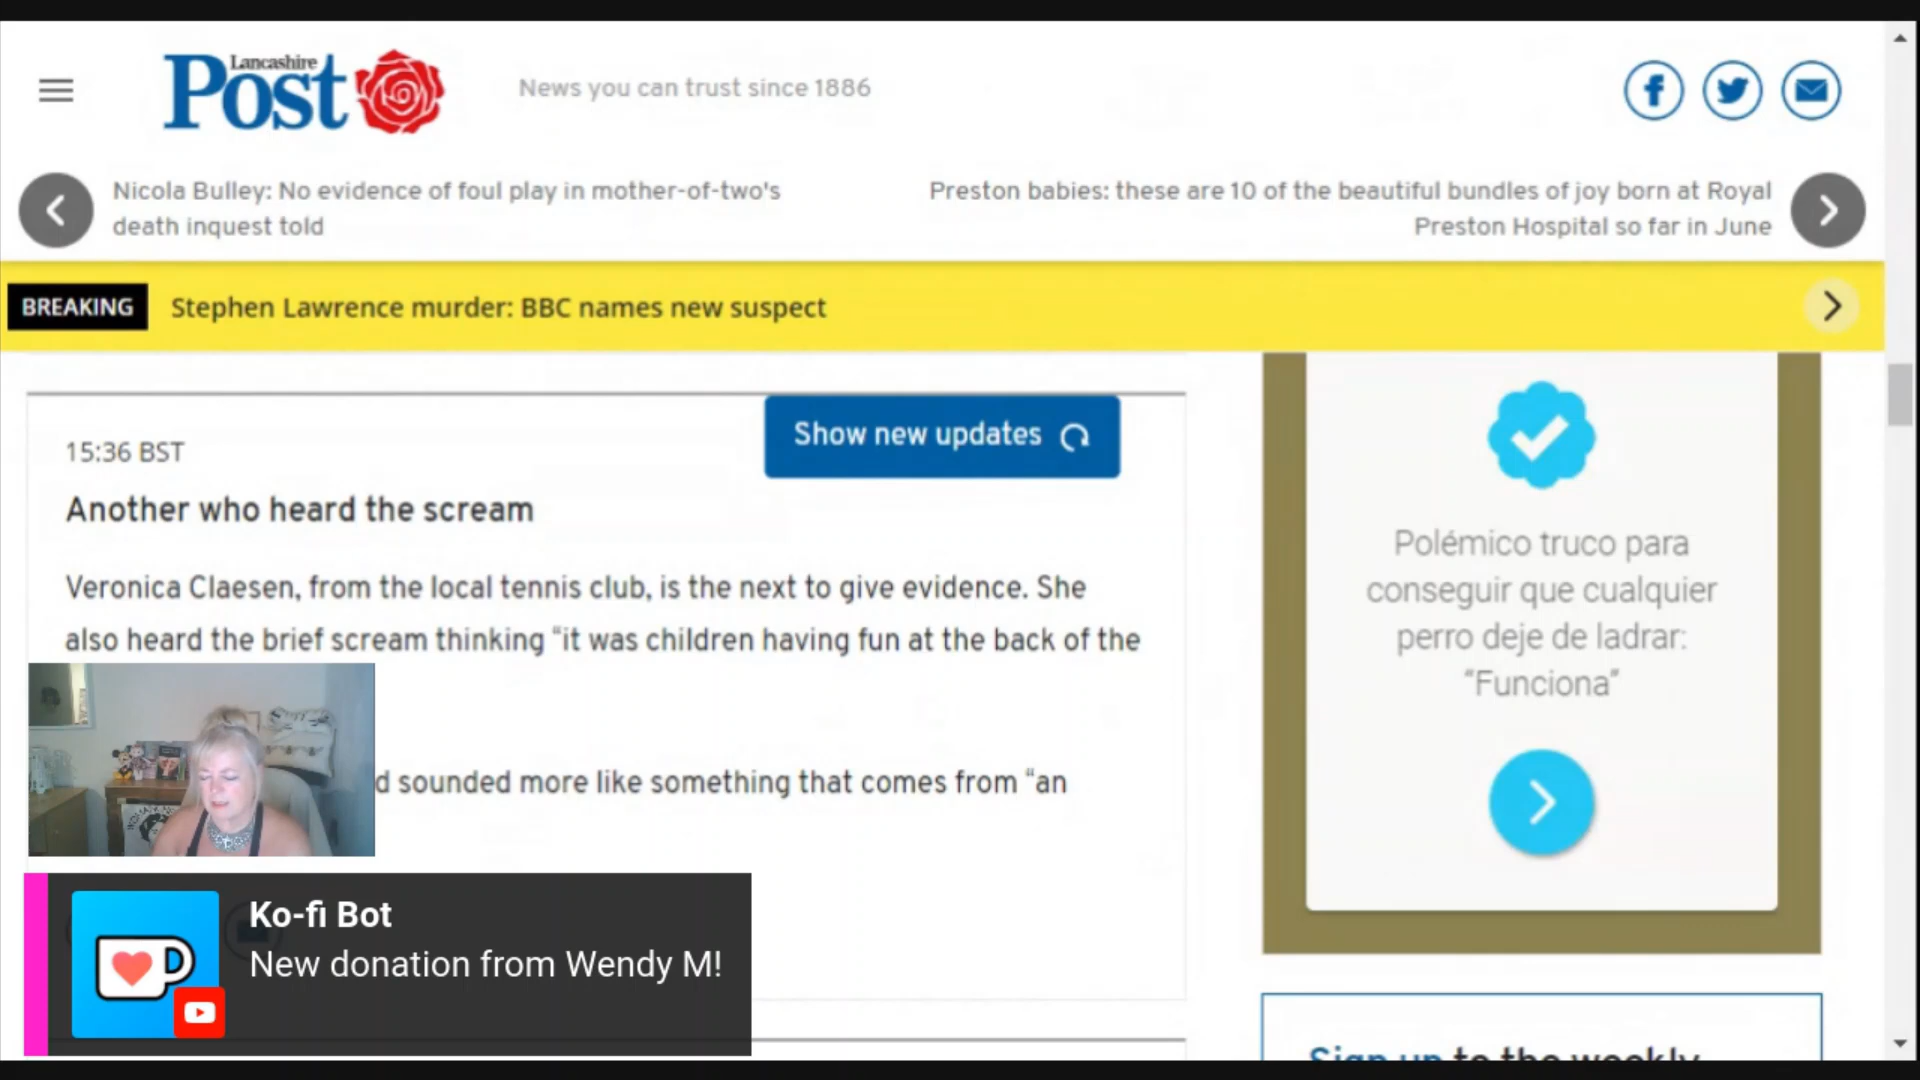 Lancashire
Post
News you can trust since 1886
Nicola Bulley: No evidence of foul play in mother-of-two's
death inquest told
Preston babies: these are 10 of the beautiful bundles of joy born at Royal
Preston Hospital so far in June
BREAKING
Stephen Lawrence murder: BBC names new suspect
Show new updates
15:36 BST
Another who heard the scream
Veronica Claesen, from the local tennis club, is the next to give evidence. She
also heard the brief scream thinking “it was children having fun at the back of the
d sounded more like something that comes from “an
Polémico truco para
conseguir que cualquier
perro deje de ladrar:
“Funciona”
Ko-fi Bot
New donation from Wendy M!
Sign up to the weekly